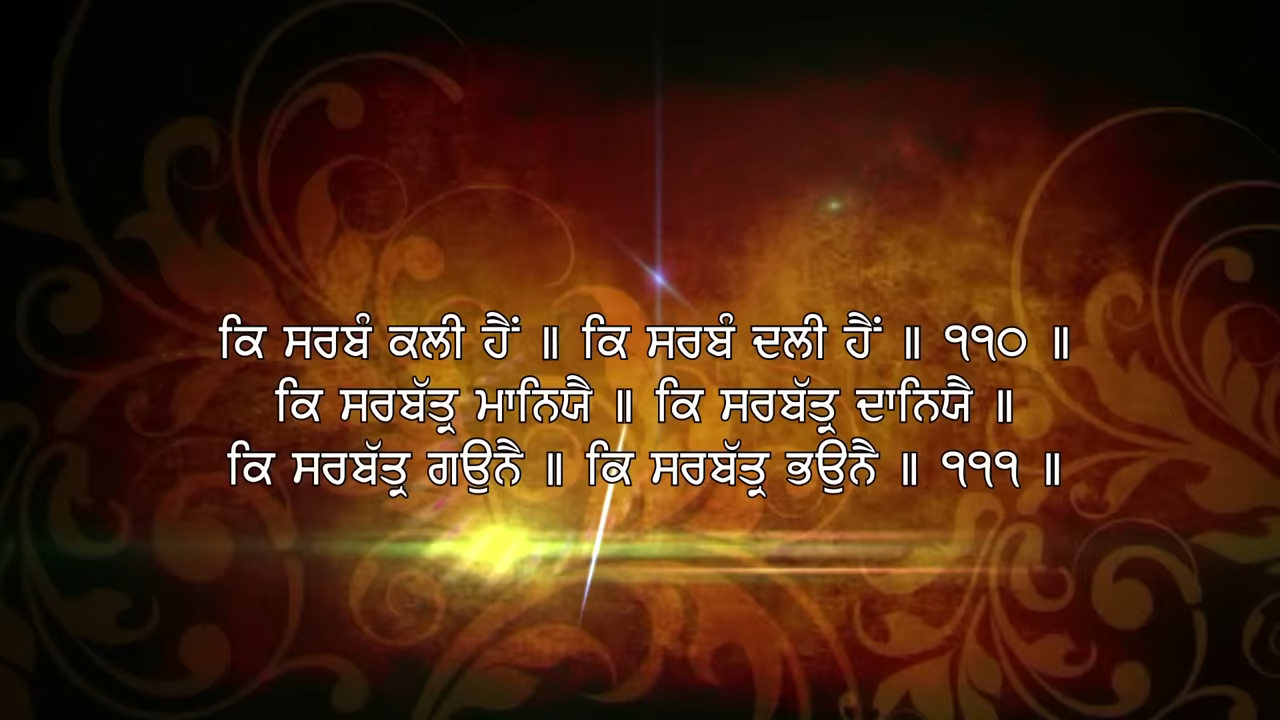 ਕਿ ਸਰਬੰ ਕਲੀ ਹੈਂ ॥ ਕਿ ਸਰਬੰ ਦਲੀ ਹੈਂ ॥ ੧੧੦ ॥
ਕਿ ਸਰਬੱਤ੍ਰ ਮਾਨਿਯੈ ॥ ਕਿ ਸਰਬੱਤ੍ਰ ਦਾਨਿਯੈ ॥
ਕਿ ਸਰਬੱਤ੍ਰ ਗਉਨੈ ॥ ਕਿ ਸਰਬੱਤ੍ਰ ਭਉਨੈ ॥ ੧੧੧ ॥